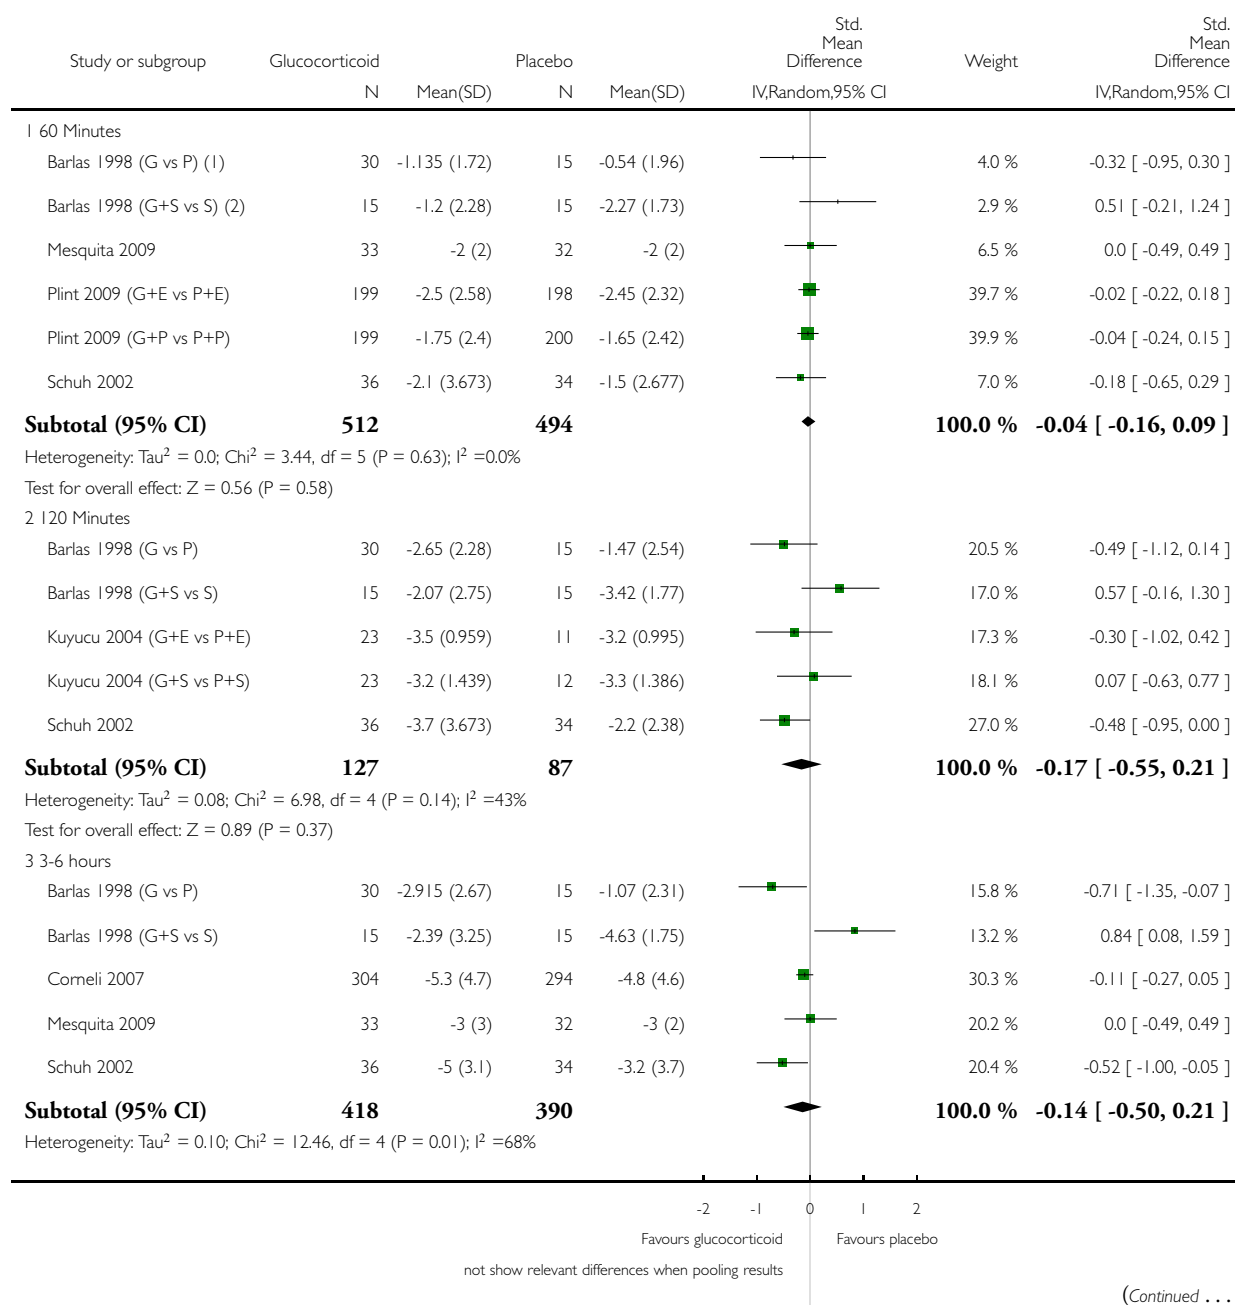 Std. Mean Difference Std. Mean Difference
Study or subgroup Glucocorticoid Placebo Weight
N Mean(SD) N Mean(SD) IV,Random,95% CI IV,Random,95% CI
1 60 Minutes
Barlas 1998 (G vs P) (1) 30 -1.135 (1.72) 15 -0.54 (1.96) 4.0 % -0.32 [ -0.95, 0.30 ]
Barlas 1998 (G+S vs S) (2) 15 -1.2 (2.28) 15 -2.27 (1.73) 2.9 % 0.51 [ -0.21, 1.24 ]
Mesquita 2009 33 -2 (2) 32 -2 (2) 6.5 % 0.0 [ -0.49, 0.49 ]
Plint 2009 (G+E vs P+E) 199 -2.5 (2.58) 198 -2.45 (2.32) 39.7 % -0.02 [ -0.22, 0.18 ]
Plint 2009 (G+P vs P+P) 199 -1.75 (2.4) 200 -1.65 (2.42) 39.9 % -0.04 [ -0.24, 0.15 ]
Schuh 2002 36 -2.1 (3.673) 34 -1.5 (2.677) 7.0 % -0.18 [ -0.65, 0.29 ]
Subtotal (95% CI) 512 494 100.0 % -0.04 [ -0.16, 0.09 ]
Heterogeneity: Tau² = 0.0; Chi² = 3.44, df = 5 (P = 0.63); I² =0.0%
Test for overall effect: Z = 0.56 (P = 0.58)
2 120 Minutes
Barlas 1998 (G vs P) 30 -2.65 (2.28) 15 -1.47 (2.54) 20.5 % -0.49 [ -1.12, 0.14 ]
Barlas 1998 (G+S vs S) 15 -2.07 (2.75) 15 -3.42 (1.77) 17.0 % 0.57 [ -0.16, 1.30 ]
Kuyucu 2004 (G+E vs P+E) 23 -3.5 (0.959) 11 -3.2 (0.995) 17.3 % -0.30 [ -1.02, 0.42 ]
Kuyucu 2004 (G+S vs P+S) 23 -3.2 (1.439) 12 -3.3 (1.386) 18.1 % 0.07 [ -0.63, 0.77 ]
Schuh 2002 36 -3.7 (3.673) 34 -2.2 (2.38) 27.0 % -0.48 [ -0.95, 0.00 ]
Subtotal (95% CI) 127 87 100.0 % -0.17 [ -0.55, 0.21 ]
Heterogeneity: Tau² = 0.08; Chi² = 6.98, df = 4 (P = 0.14); I² =43%
Test for overall effect: Z = 0.89 (P = 0.37)
3 3-6 hours
Barlas 1998 (G vs P) 30 -2.915 (2.67) 15 -1.07 (2.31) 15.8 % -0.71 [ -1.35, -0.07 ]
Barlas 1998 (G+S vs S) 15 -2.39 (3.25) 15 -4.63 (1.75) 13.2 % 0.84 [ 0.08, 1.59 ]
Corneli 2007 304 -5.3 (4.7) 294 -4.8 (4.6) 30.3 % -0.11 [ -0.27, 0.05 ]
Mesquita 2009 33 -3 (3) 32 -3 (2) 20.2 % 0.0 [ -0.49, 0.49 ]
Schuh 2002 36 -5 (3.1) 34 -3.2 (3.7) 20.4 % -0.52 [ -1.00, -0.05 ]
Subtotal (95% CI) 418 390 100.0 % -0.14 [ -0.50, 0.21 ]
Heterogeneity: Tau² = 0.10; Chi² = 12.46, df = 4 (P = 0.01); I² =68%
-2 -1 0 1 2
Favours glucocorticoid Favours placebo
not show relevant differences when pooling results
(Continued . . .